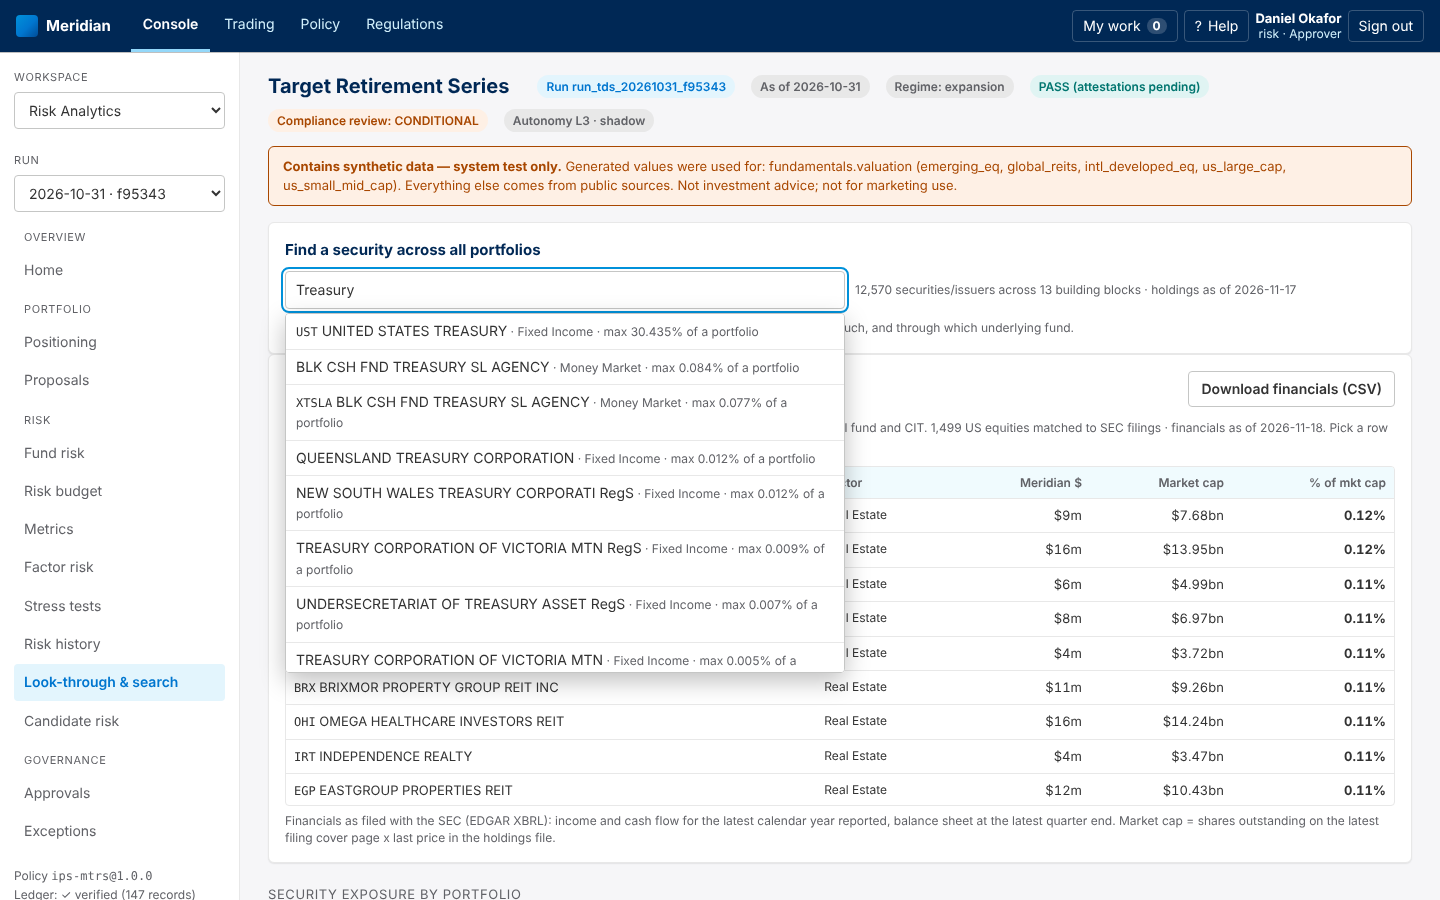 Meridian
Console
Trading
Policy
Regulations
My work 0
? Help
Daniel Okafor
risk · Approver
Sign out
WORKSPACE
Risk Analytics
RUN
2026-10-31 · f95343
OVERVIEW
Home
PORTFOLIO
Positioning
Proposals
RISK
Fund risk
Risk budget
Metrics
Factor risk
Stress tests
Risk history
Look-through & search
Candidate risk
GOVERNANCE
Approvals
Exceptions
Policy ips-mtrs@1.0.0
Ledger: ✓ verified (147 records)
Target Retirement Series
Run run_tds_20261031_f95343
As of 2026-10-31
Regime: expansion
PASS (attestations pending)
Compliance review: CONDITIONAL
Autonomy L3 · shadow
Contains synthetic data — system test only. Generated values were used for: fundamentals.valuation (emerging_eq, global_reits, intl_developed_eq, us_large_cap,
us_small_mid_cap). Everything else comes from public sources. Not investment advice; not for marketing use.
Find a security across all portfolios
Treasury
12,570 securities/issuers across 13 building blocks · holdings as of 2026-11-17
uch, and through which underlying fund.
UST UNITED STATES TREASURY · Fixed Income · max 30.435% of a portfolio
BLK CSH FND TREASURY SL AGENCY · Money Market · max 0.084% of a portfolio
XTSLA BLK CSH FND TREASURY SL AGENCY · Money Market · max 0.077% of a
portfolio
QUEENSLAND TREASURY CORPORATION · Fixed Income · max 0.012% of a portfolio
NEW SOUTH WALES TREASURY CORPORATI RegS · Fixed Income · max 0.012% of a
portfolio
TREASURY CORPORATION OF VICTORIA MTN RegS · Fixed Income · max 0.009% of
a portfolio
UNDERSECRETARIAT OF TREASURY ASSET RegS · Fixed Income · max 0.007% of a
portfolio
TREASURY CORPORATION OF VICTORIA MTN · Fixed Income · max 0.005% of a
Download financials (CSV)
fund and CIT. 1,499 US equities matched to SEC filings · financials as of 2026-11-18. Pick a row
tor Meridian $ Market cap % of mkt cap
l Estate $9m $7.68bn 0.12%
l Estate $16m $13.95bn 0.12%
l Estate $6m $4.99bn 0.11%
l Estate $8m $6.97bn 0.11%
l Estate $4m $3.72bn 0.11%
BRX BRIXMOR PROPERTY GROUP REIT INC Real Estate $11m $9.26bn 0.11%
OHI OMEGA HEALTHCARE INVESTORS REIT Real Estate $16m $14.24bn 0.11%
IRT INDEPENDENCE REALTY Real Estate $4m $3.47bn 0.11%
EGP EASTGROUP PROPERTIES REIT Real Estate $12m $10.43bn 0.11%
Financials as filed with the SEC (EDGAR XBRL): income and cash flow for the latest calendar year reported, balance sheet at the latest quarter end. Market cap = shares outstanding on the latest
filing cover page x last price in the holdings file.
SECURITY EXPOSURE BY PORTFOLIO